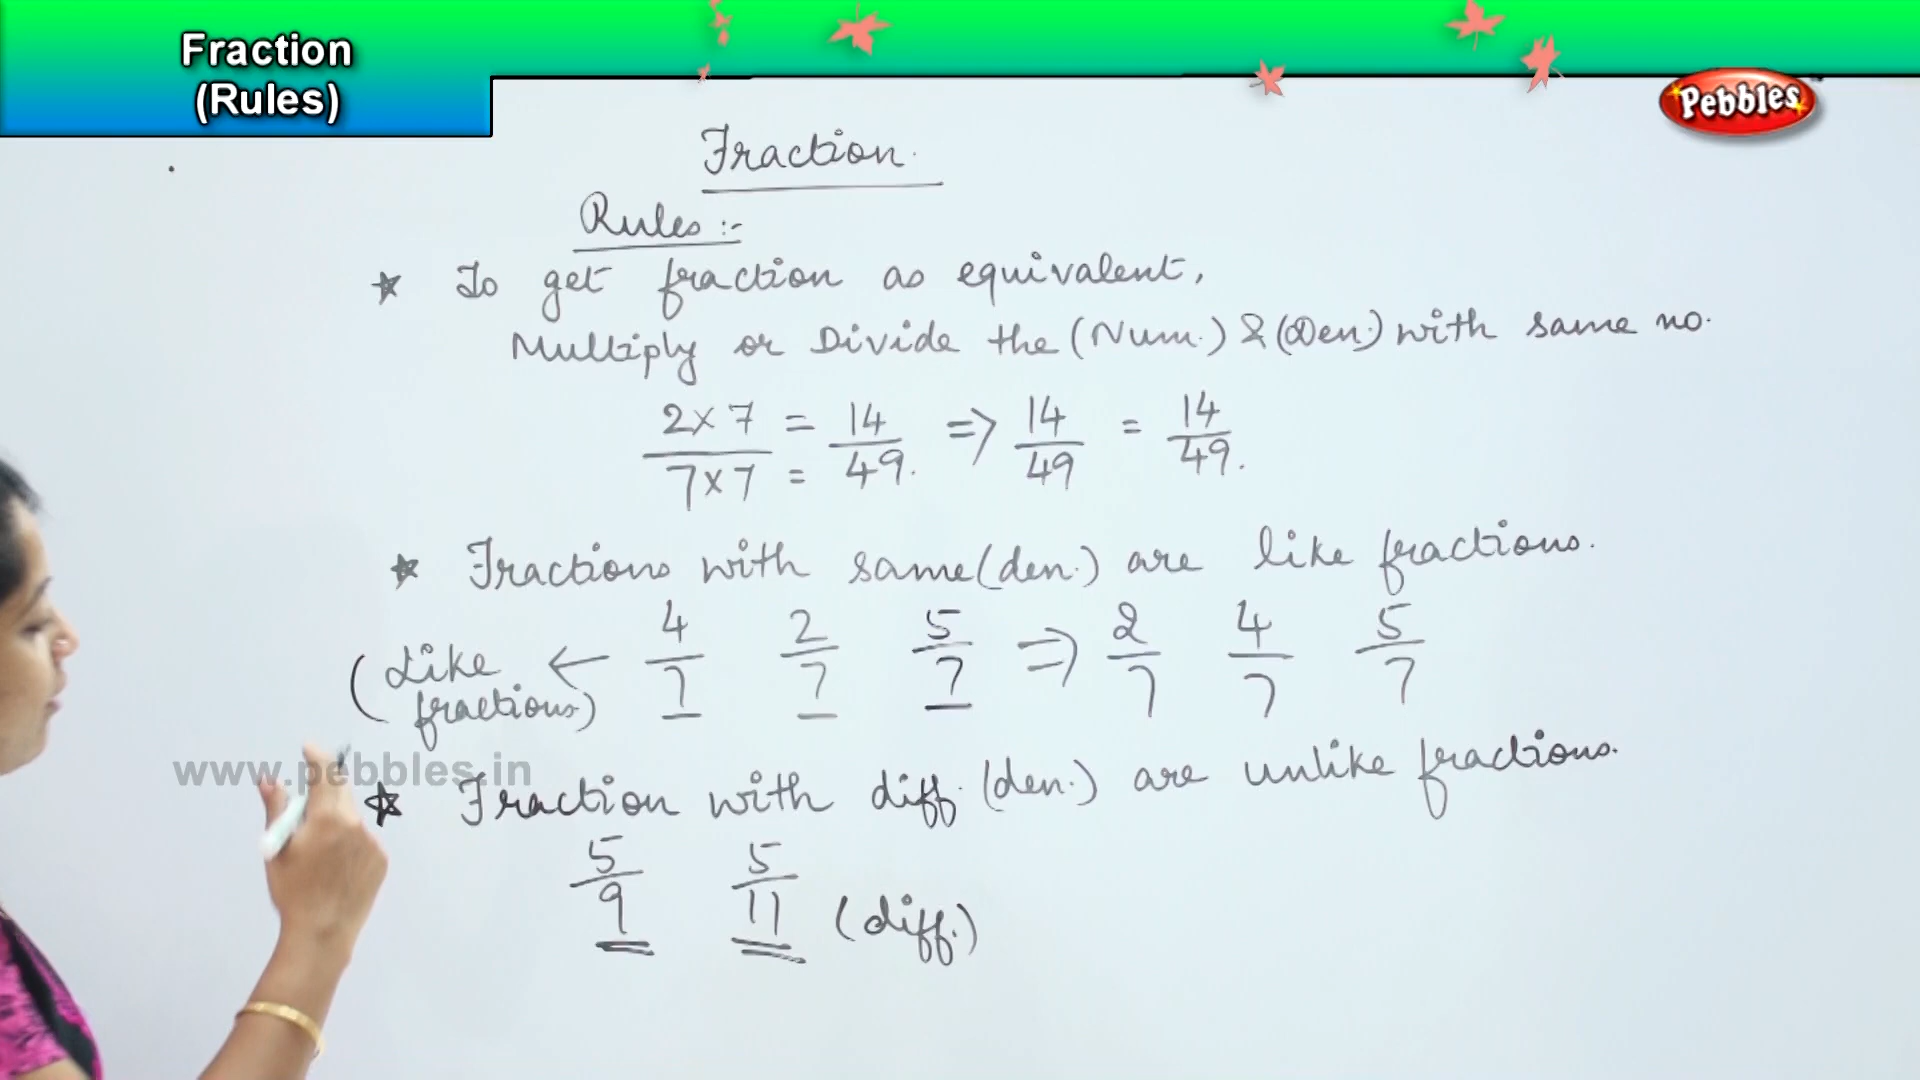 Fraction
(Rules)
Pebbles
Fraction.
Rules :-
* To get fraction as equivalent,
Multiply or Divide the (Num.) & (Den.) with same no.
2 x 7 / 7 x 7 = 14 / 49. => 14 / 49 = 14 / 49.
* Fractions with same (den.) are like fractions.
(Like fractions) ← 4/7 2/7 5/7 => 2/7 4/7 5/7
www.pebbles.in
* Fraction with diff. (den.) are unlike fractions.
5/9 5/11 (diff.)